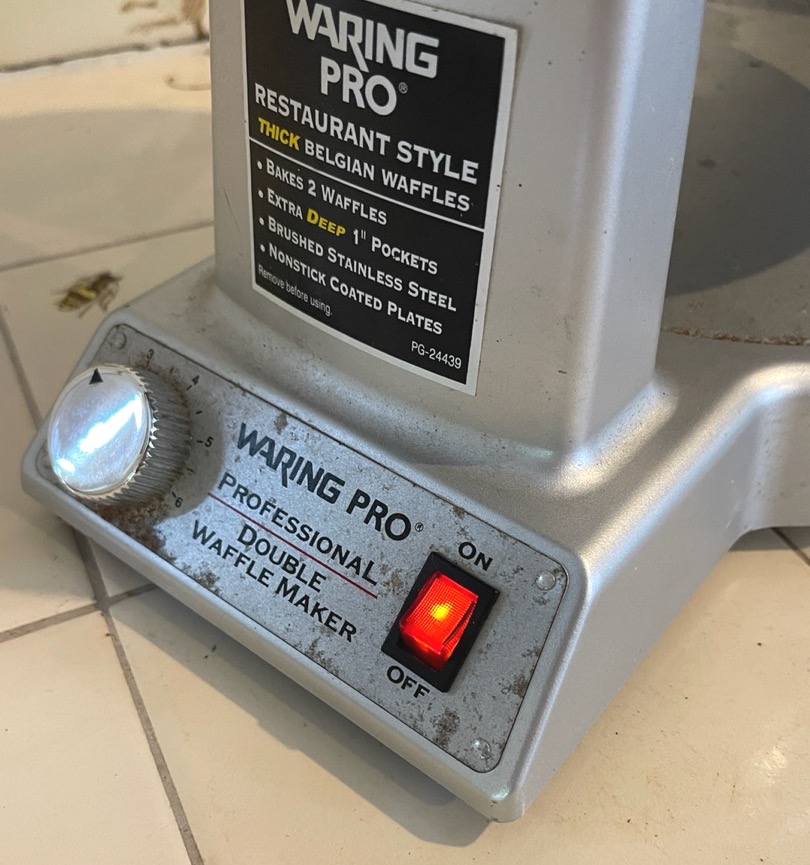 WARING
PRO®
RESTAURANT STYLE
THICK BELGIAN WAFFLES
• BAKES 2 WAFFLES
• EXTRA DEEP 1" POCKETS
• BRUSHED STAINLESS STEEL
• NONSTICK COATED PLATES
Remove before using.
PG-24439
3
4
5
6
WARING PRO®
PROFESSIONAL
DOUBLE
WAFFLE MAKER
ON
OFF